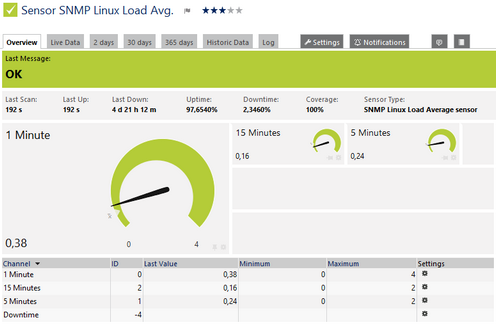 Sensor SNMP Linux Load Avg.
Overview Live Data 2 days 30 days 365 days Historic Data Log Settings Notifications
Last Message:
OK
Last Scan: Last Up: Last Down: Uptime: Downtime: Coverage: Sensor Type:
192 s 192 s 4 d 21 h 12 m 97,6540% 2,3460% 100% SNMP Linux Load Average sensor
1 Minute
0,38
0 4
15 Minutes
0,16
5 Minutes
0,24
Channel ID Last Value Minimum Maximum Settings
1 Minute 0 0,38 0 4
15 Minutes 2 0,16 0 2
5 Minutes 1 0,24 0 2
Downtime -4